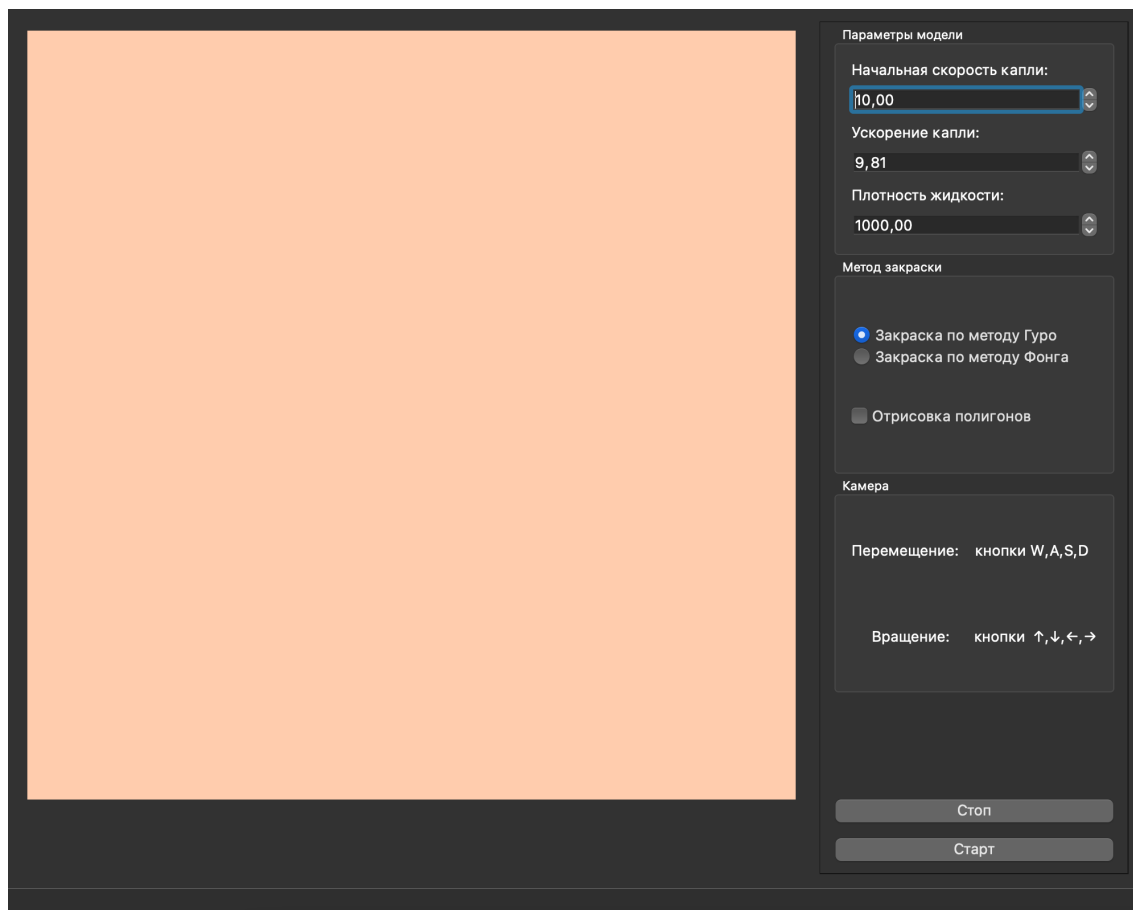 Параметры модели
Начальная скорость капли:
10,00
Ускорение капли:
9,81
Плотность жидкости:
1000,00
Метод закраски
Закраска по методу Гуро
Закраска по методу Фонга
Отрисовка полигонов
Камера
Перемещение: кнопки W,A,S,D
Вращение: кнопки ↑,↓,←,→
Стоп
Старт